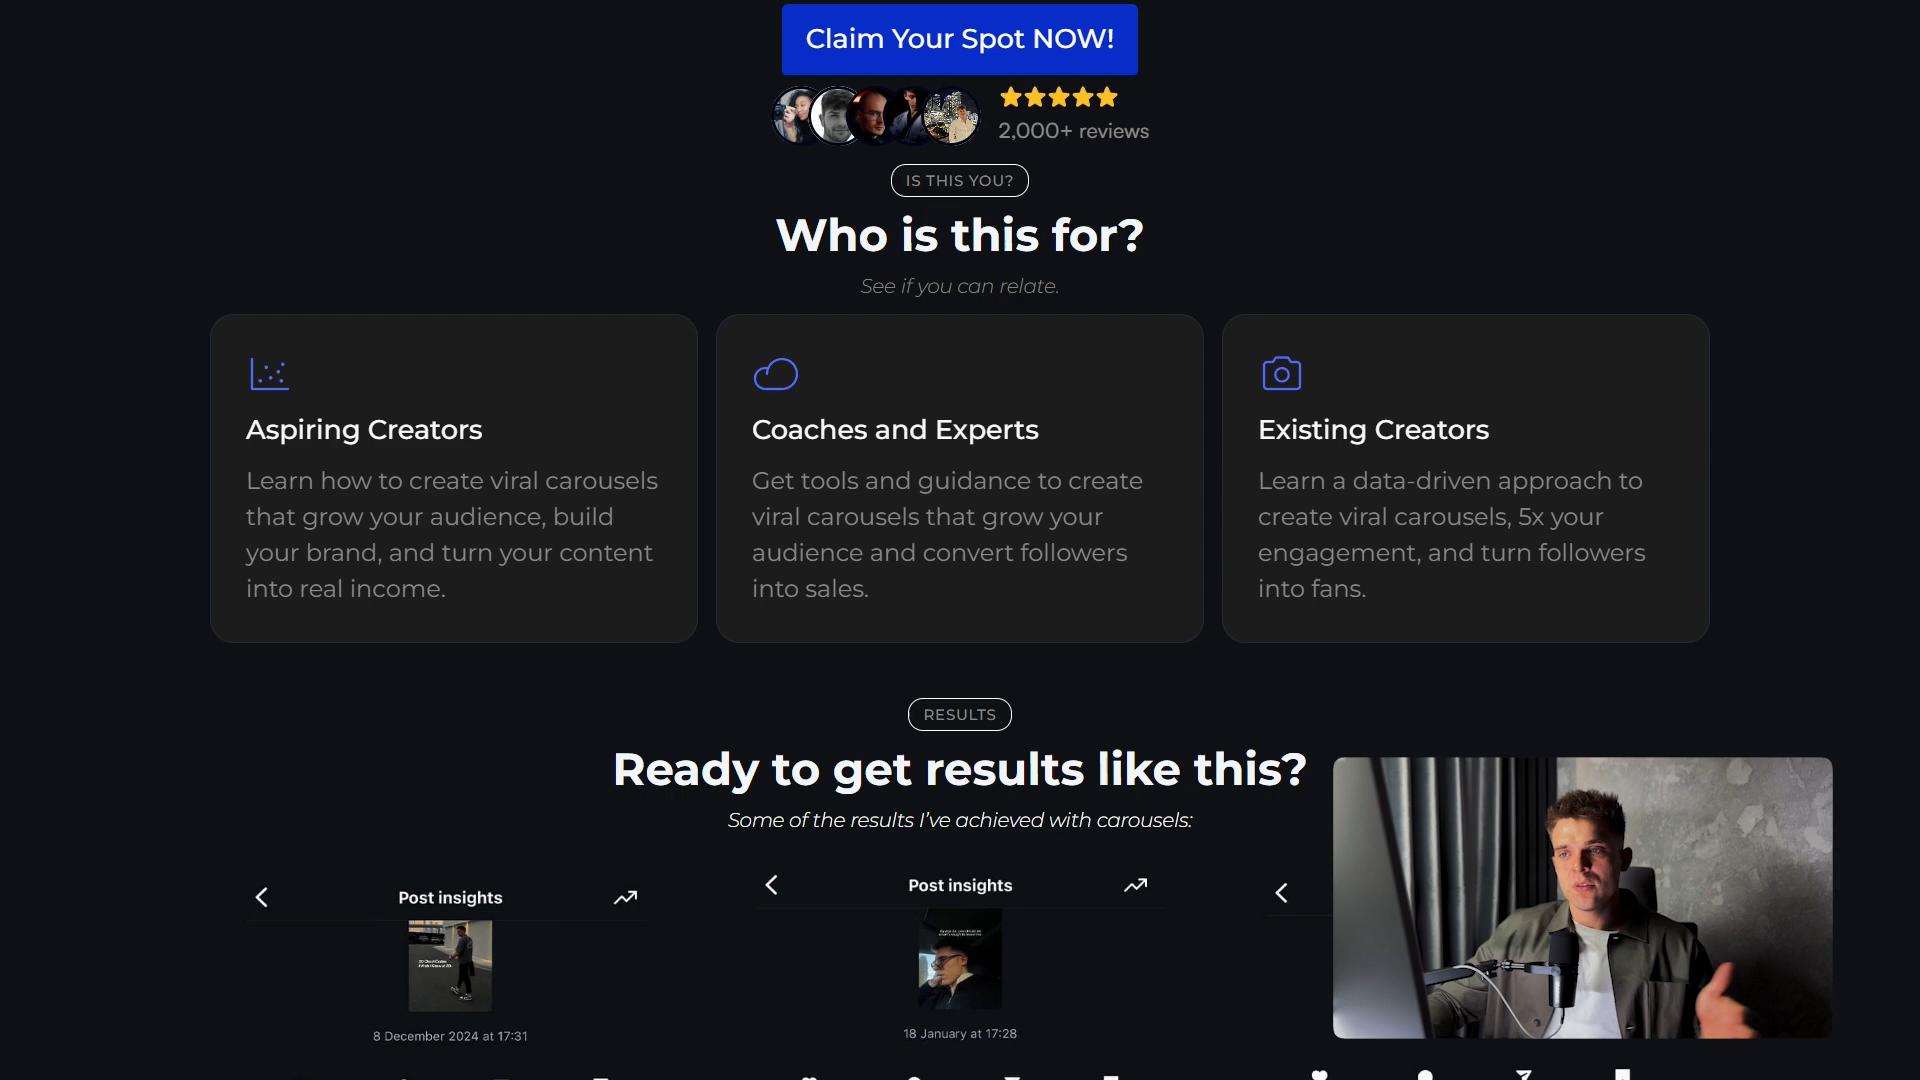 Claim Your Spot NOW!
2,000+ reviews
IS THIS YOU?
Who is this for?
See if you can relate.
Aspiring Creators
Learn how to create viral carousels
that grow your audience, build
your brand, and turn your content
into real income.
Coaches and Experts
Get tools and guidance to create
viral carousels that grow your
audience and convert followers
into sales.
Existing Creators
Learn a data-driven approach to
create viral carousels, 5x your
engagement, and turn followers
into fans.
RESULTS
Ready to get results like this?
Some of the results I've achieved with carousels:
Post insights
8 December 2024 at 17:31
Post insights
18 January at 17:28